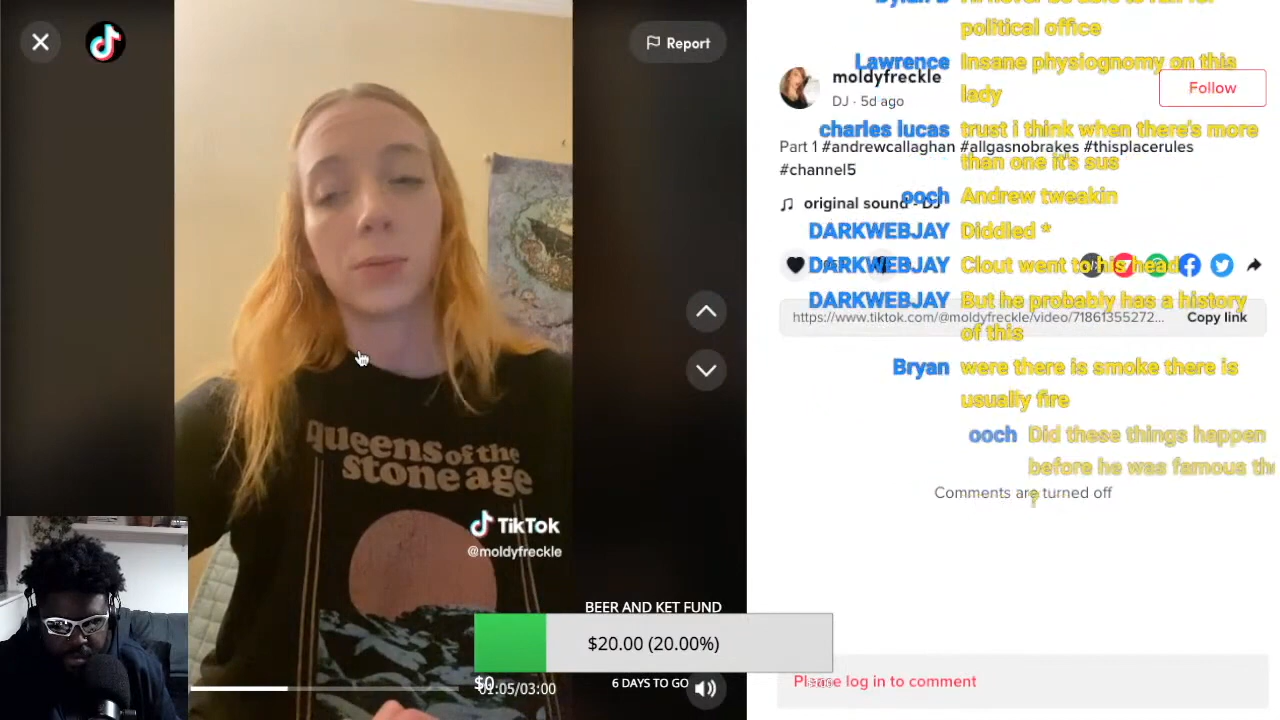 Report
political office
Lawrence Insane physiognomy on this
lady
moldyfreckle
DJ · 5d ago
Follow
charles lucas trust i think when there's more
than one it's sus
Part 1 #andrewcallaghan #allgasnobrakes #thisplacerules
#channel5
ooch Andrew tweakin
original sound - DJ
DARKWEBJAY Diddled *
DARKWEBJAY Clout went to his head
DARKWEBJAY But he probably has a history
of this
https://www.tiktok.com/@moldyfreckle/video/71861355272... Copy link
Bryan were there is smoke there is
usually fire
ooch Did these things happen
before he was famous
?
Comments are turned off
queens of the
stone age
TikTok
@moldyfreckle
BEER AND KET FUND
$20.00 (20.00%)
$0
01:05/03:00
6 DAYS TO GO
Please log in to comment